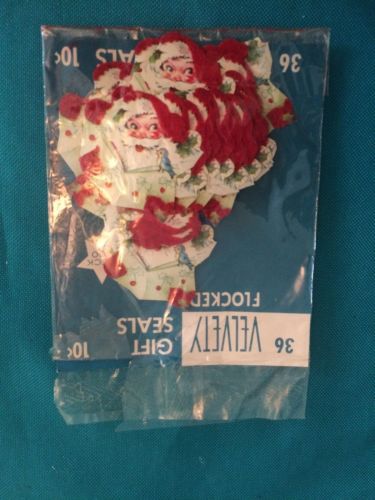 36 VELVETY GIFT
SEALS 10¢
FLOCKED
36 SEALS 10¢